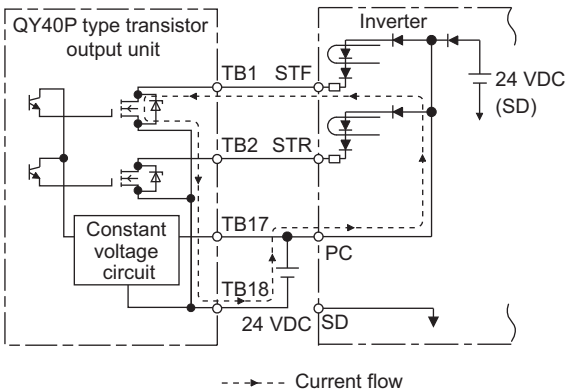 QY40P type transistor
output unit
Inverter
TB1 STF
24 VDC
(SD)
TB2 STR
TB17
Constant
voltage
circuit
PC
TB18
24 VDC
SD
Current flow